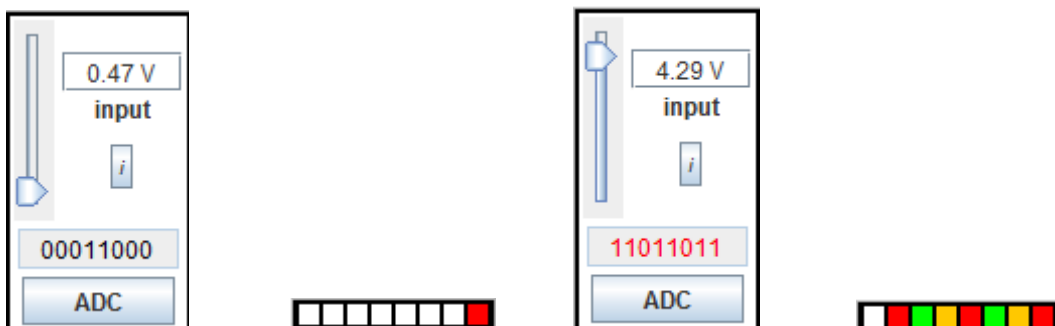 0.47 V
input
i
00011000
ADC
4.29 V
input
i
11011011
ADC